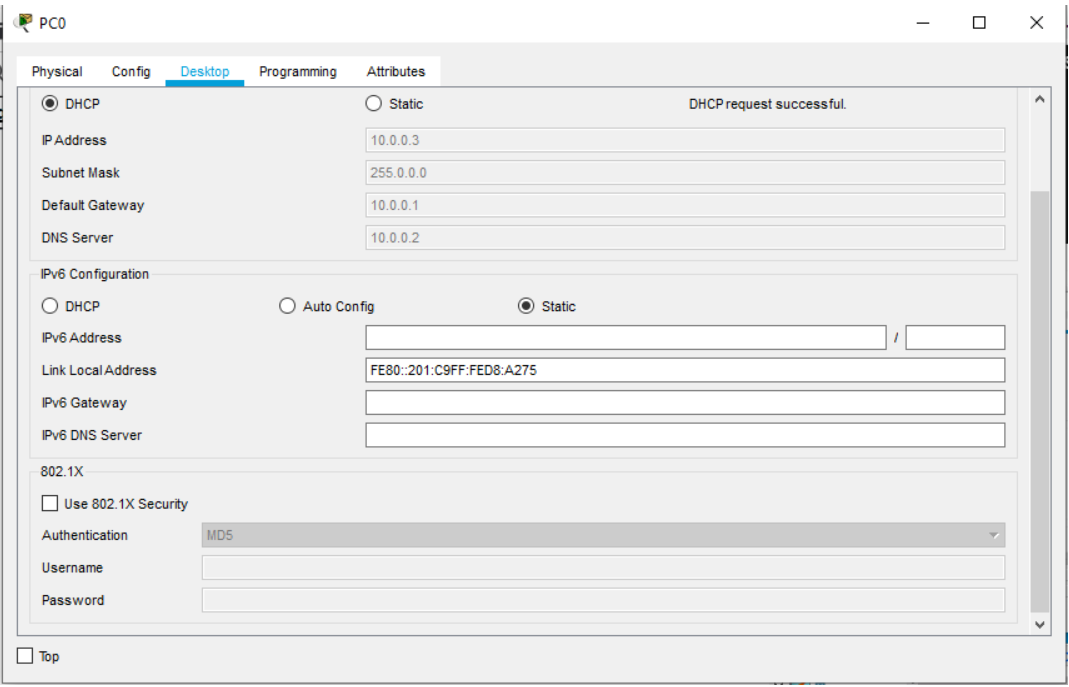 PC0
Physical Config Desktop Programming Attributes
DHCP Static DHCP request successful.
IP Address 10.0.0.3
Subnet Mask 255.0.0.0
Default Gateway 10.0.0.1
DNS Server 10.0.0.2
IPv6 Configuration
DHCP Auto Config Static
IPv6 Address /
Link Local Address FE80::201:C9FF:FED8:A275
IPv6 Gateway
IPv6 DNS Server
802.1X
Use 802.1X Security
Authentication MD5
Username
Password
Top